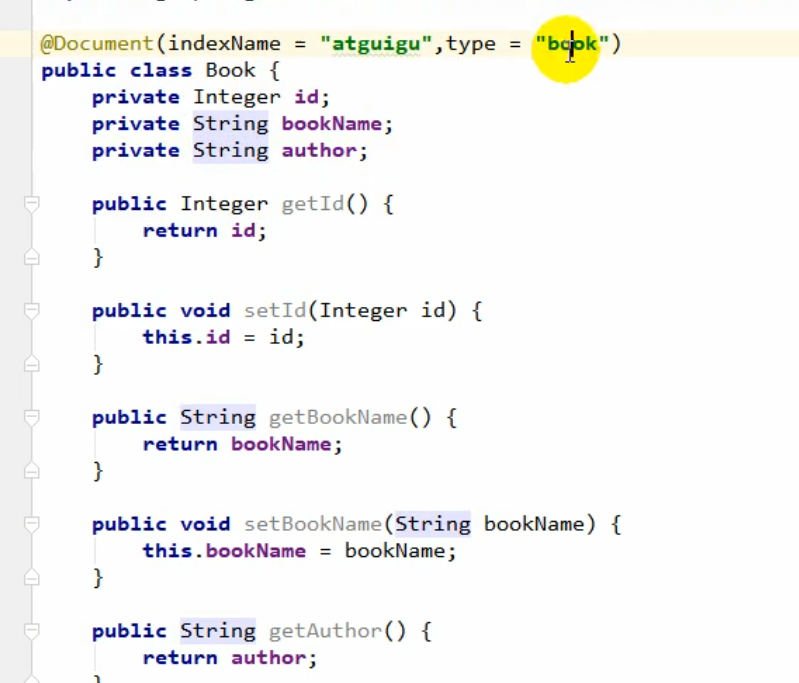 @Document(indexName = "atguigu",type = "book")
public class Book {
private Integer id;
private String bookName;
private String author;
public Integer getId() {
return id;
}
public void setId(Integer id) {
this.id = id;
}
public String getBookName() {
return bookName;
}
public void setBookName(String bookName) {
this.bookName = bookName;
}
public String getAuthor() {
return author;